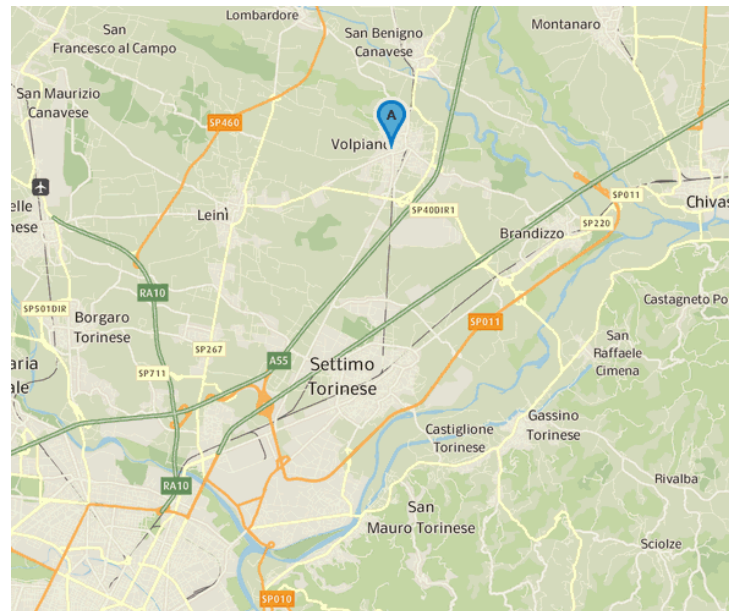 Lombardore
San
Francesco al Campo
San Benigno
Canavese
Montanaro
San Maurizio
Canavese
SP460
A
Volpiano
SP011
Chivas
elle
nese
Leinì
SP40DIR1
SP220
Brandizzo
RA10
SP501DIR
Borgaro
Torinese
SP267
SP011
Castagneto Po
San
Raffaele
Cimena
A55
Settimo
Torinese
SP711
aria
ale
Castiglione
Torinese
Gassino
Torinese
RA10
San
Mauro Torinese
Rivalba
Sciolze
SP010